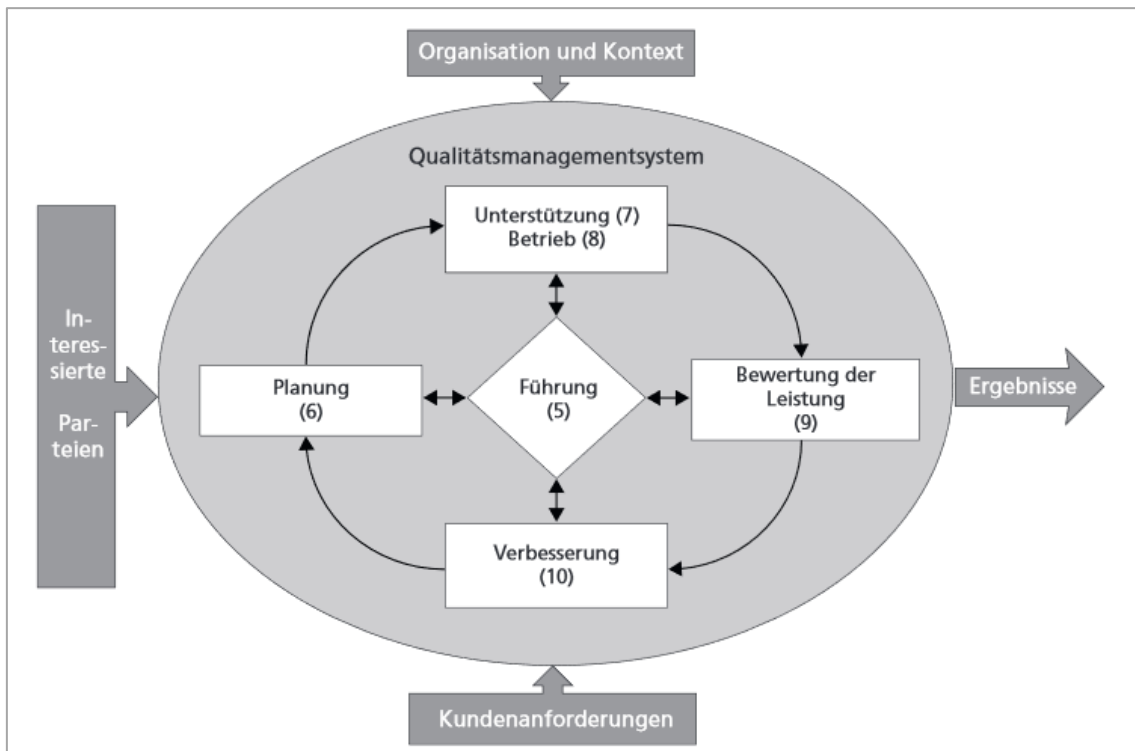 Organisation und Kontext
Qualitätsmanagementsystem
Unterstützung (7)
Betrieb (8)
In-
teres-
sierte
Par-
teien
Planung
(6)
Führung
(5)
Bewertung der
Leistung
(9)
Ergebnisse
Verbesserung
(10)
Kundenanforderungen